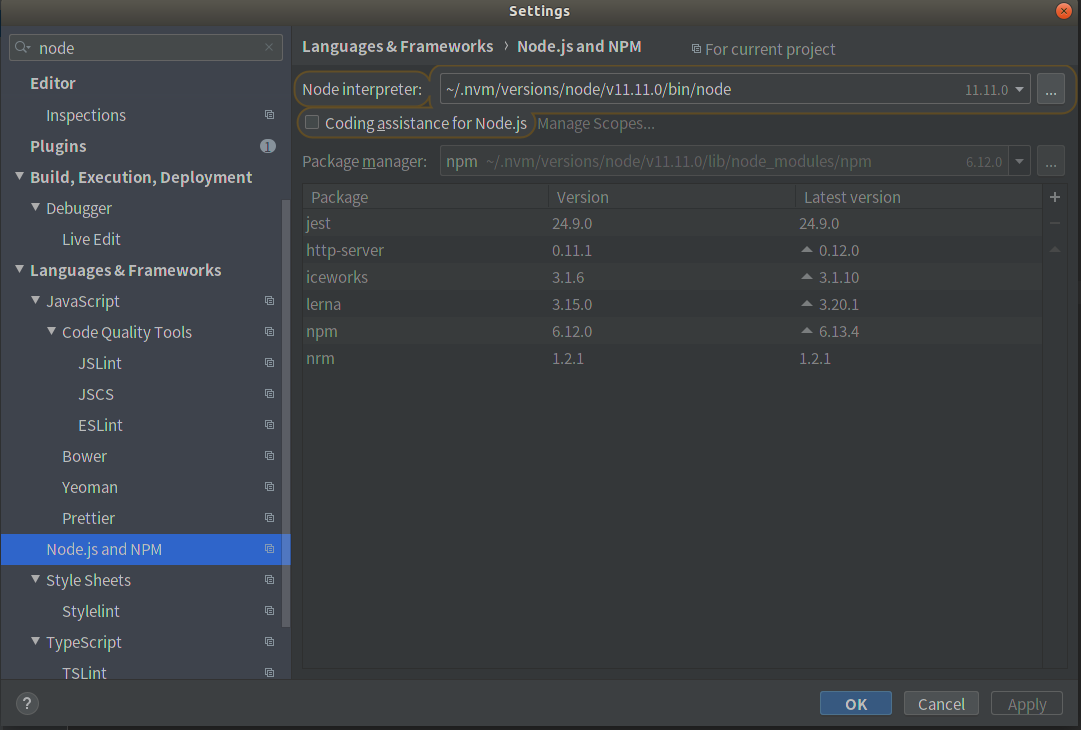 Settings
node
Editor
Inspections
Plugins 1
Build, Execution, Deployment
Debugger
Live Edit
Languages & Frameworks
JavaScript
Code Quality Tools
JSLint
JSCS
ESLint
Bower
Yeoman
Prettier
Node.js and NPM
Style Sheets
Stylelint
TypeScript
TSLint
Languages & Frameworks › Node.js and NPM For current project
Node interpreter: ~/.nvm/versions/node/v11.11.0/bin/node 11.11.0 ...
Coding assistance for Node.js Manage Scopes...
Package manager: npm ~/.nvm/versions/node/v11.11.0/lib/node_modules/npm 6.12.0 ...
Package Version Latest version
jest 24.9.0 24.9.0
http-server 0.11.1 0.12.0
iceworks 3.1.6 3.1.10
lerna 3.15.0 3.20.1
npm 6.12.0 6.13.4
nrm 1.2.1 1.2.1
? OK Cancel Apply